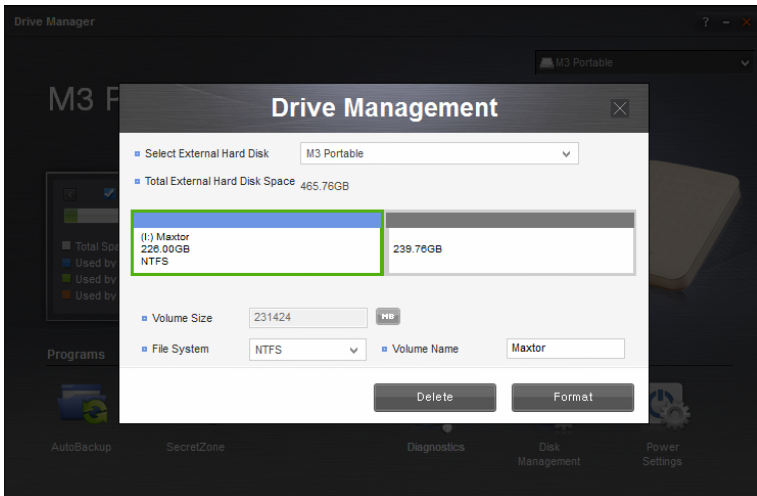 Drive Manager
? -
M3 Portable
M3 P
Drive Management
Select External Hard Disk M3 Portable
Total External Hard Disk Space 465.76GB
(I:) Maxtor
226.00GB
NTFS
239.76GB
Total Spa
Used by
Used by
Used by
Volume Size 231424 MB
File System NTFS Volume Name Maxtor
Programs
Delete Format
AutoBackup SecretZone Diagnostics Disk Management Power Settings